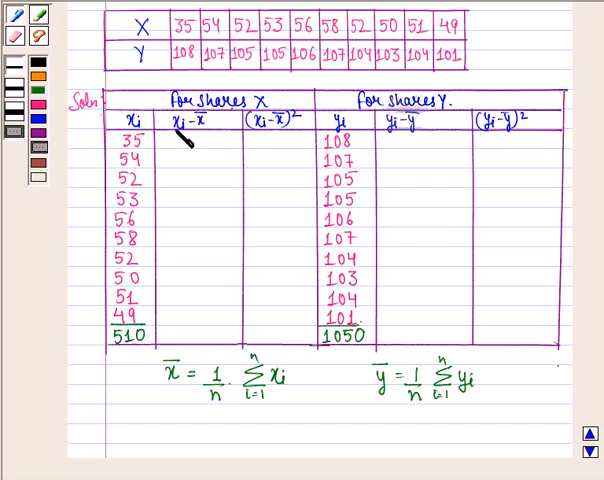 X 35 54 52 53 56 58 52 50 51 49
Y 108 107 105 105 106 107 104 103 104 101
Soln:
For shares X For shares Y.
xi xi-x̅ (xi-x̅)² yi yi-y̅ (yi-y̅)²
35 108
54 107
52 105
53 105
56 106
58 107
52 104
50 103
51 104
49 101.
510 1050
x̅ = 1/n . n∑i=1 xi y̅ = 1/n n∑i=1 yi